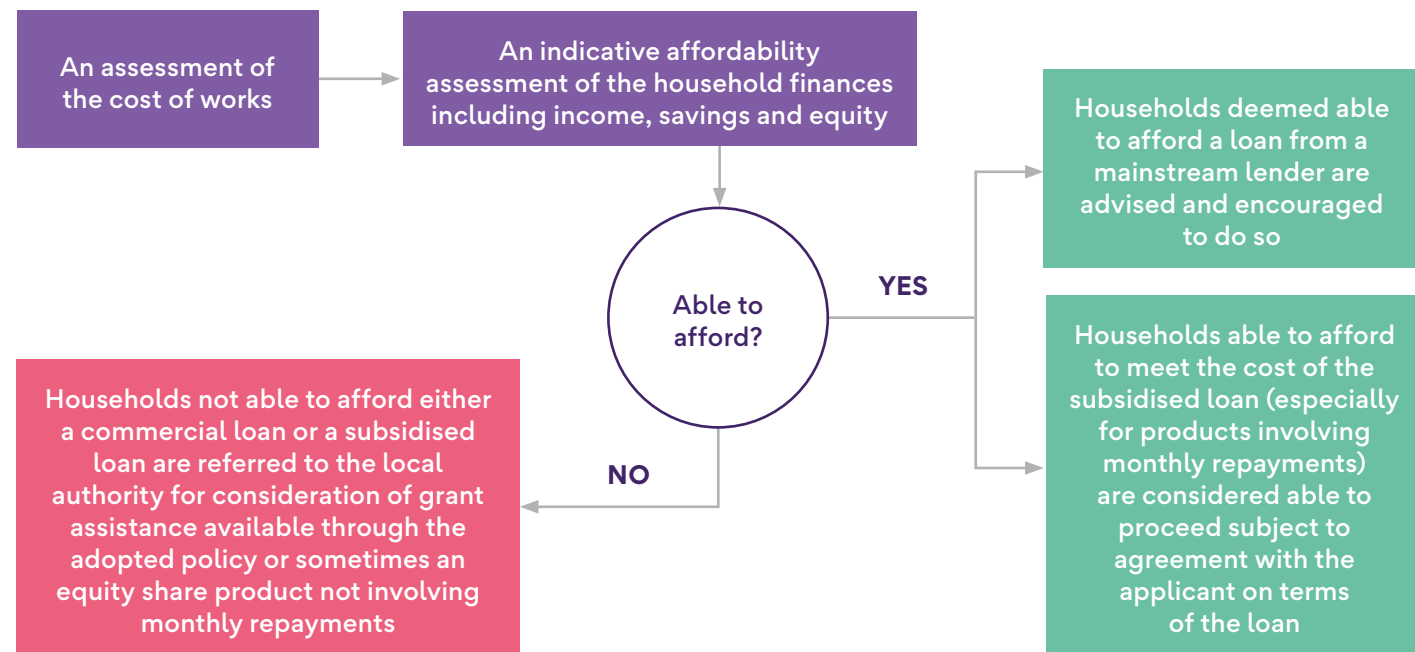 An assessment of
the cost of works
An indicative affordability
assessment of the household finances
including income, savings and equity
Able to
afford?
YES
Households deemed able
to afford a loan from a
mainstream lender are
advised and encouraged
to do so
Households able to afford
to meet the cost of the
subsidised loan (especially
for products involving
monthly repayments)
are considered able to
proceed subject to
agreement with the
applicant on terms
of the loan
NO
Households not able to afford either
a commercial loan or a subsidised
loan are referred to the local
authority for consideration of grant
assistance available through the
adopted policy or sometimes an
equity share product not involving
monthly repayments